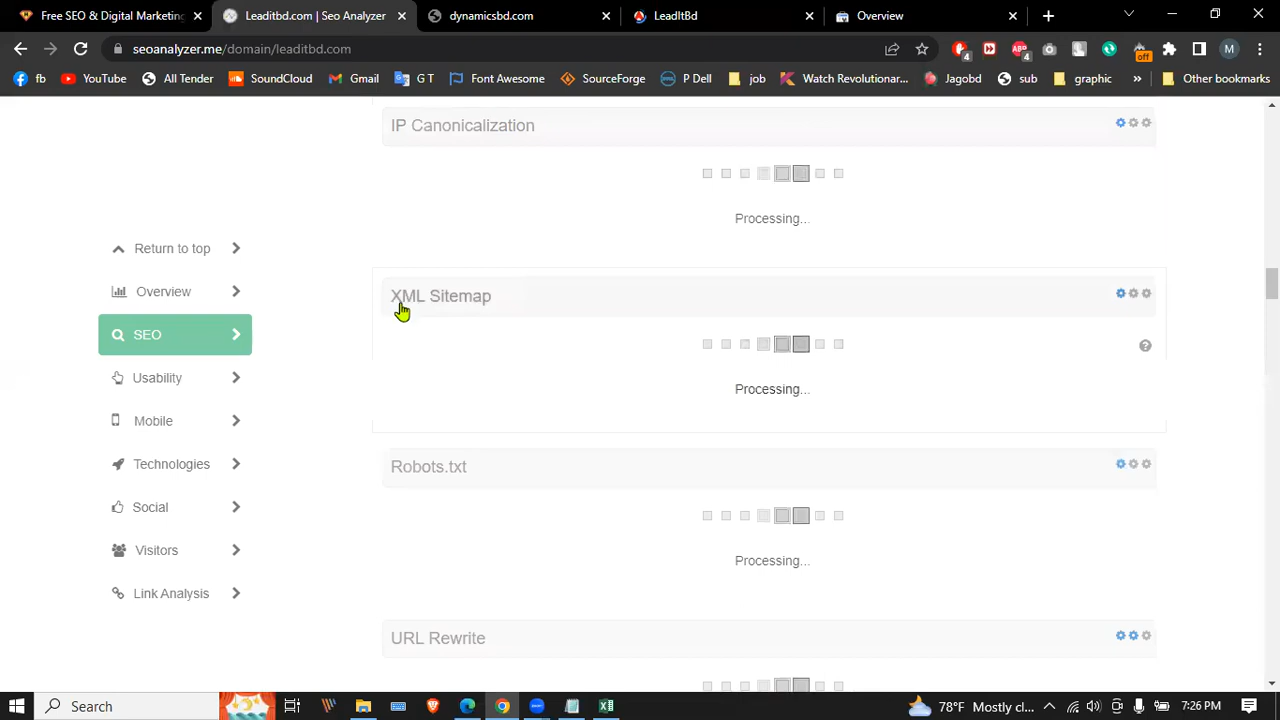 Free SEO & Digital Marketing
Leaditbd.com | Seo Analyzer
dynamicsbd.com
LeadItBd
Overview
seoanalyzer.me/domain/leaditbd.com
4
4
off
M
fb
YouTube
All Tender
SoundCloud
Gmail
G T
Font Awesome
SourceForge
P Dell
job
Watch Revolutionar...
Jagobd
sub
graphic
»
Other bookmarks
IP Canonicalization
Processing...
XML Sitemap
Processing...
Robots.txt
Processing...
URL Rewrite
Return to top
Overview
SEO
Usability
Mobile
Technologies
Social
Visitors
Link Analysis
Search
78°F Mostly cl...
7:26 PM